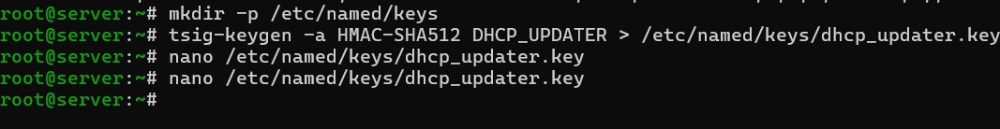 root@server:~# mkdir -p /etc/named/keys
root@server:~# tsig-keygen -a HMAC-SHA512 DHCP_UPDATER > /etc/named/keys/dhcp_updater.key
root@server:~# nano /etc/named/keys/dhcp_updater.key
root@server:~# nano /etc/named/keys/dhcp_updater.key
root@server:~#